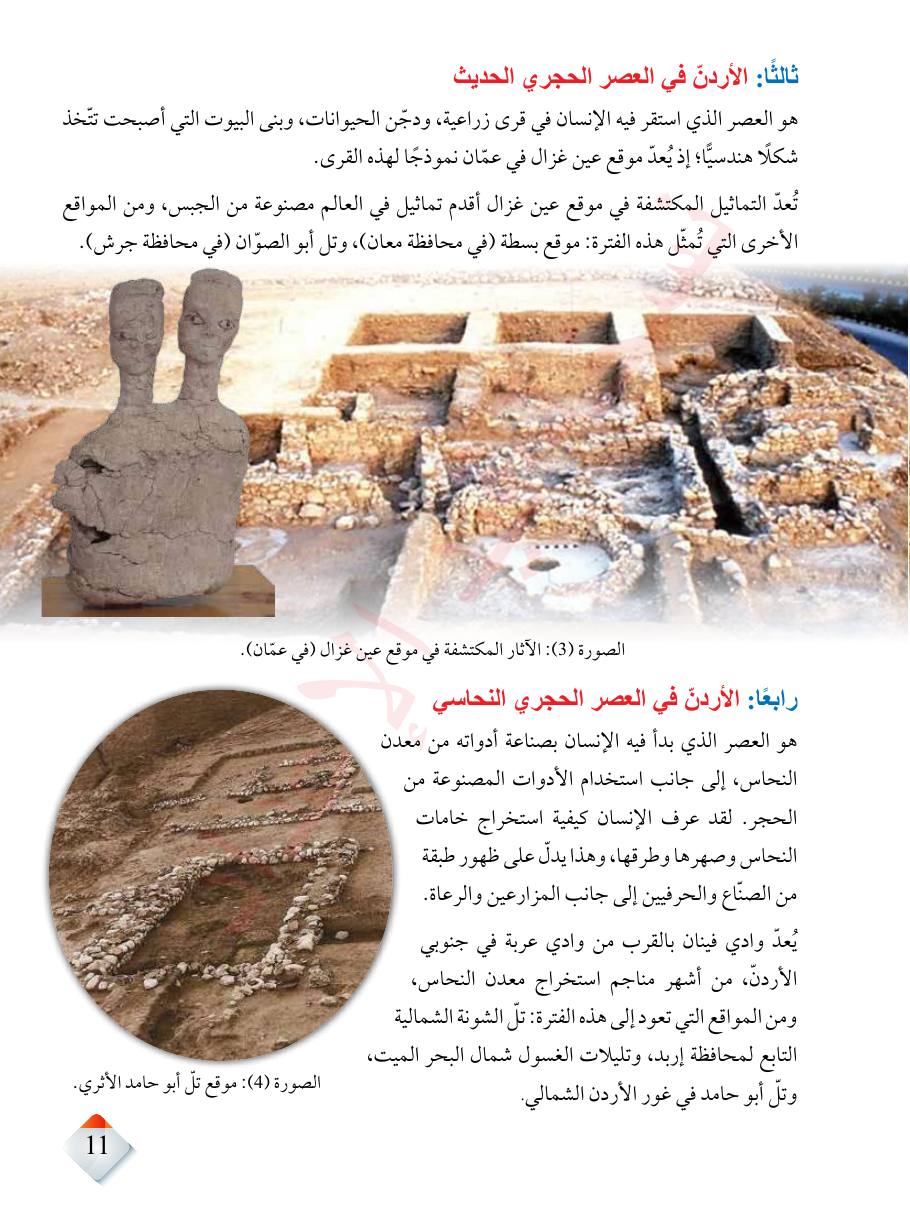 ثالثًا: الأردنّ في العصر الحجري الحديث
هو العصر الذي استقر فيه الإنسان في قرى زراعية، ودجّن الحيوانات، وبنى البيوت التي أصبحت تتّخذ
شكلًا هندسيًّا؛ إذ يُعدّ موقع عين غزال في عمّان نموذجًا لهذه القرى.
تُعدّ التماثيل المكتشفة في موقع عين غزال أقدم تماثيل في العالم مصنوعة من الجبس، ومن المواقع
الأخرى التي تُمثّل هذه الفترة: موقع بسطة (في محافظة معان)، وتل أبو الصوّان (في محافظة جرش).
الصورة (3): الآثار المكتشفة في موقع عين غزال (في عمّان).
رابعًا: الأردنّ في العصر الحجري النحاسي
هو العصر الذي بدأ فيه الإنسان بصناعة أدواته من معدن
النحاس، إلى جانب استخدام الأدوات المصنوعة من
الحجر. لقد عرف الإنسان كيفية استخراج خامات
النحاس وصهرها وطرقها، وهذا يدلّ على ظهور طبقة
من الصنّاع والحرفيين إلى جانب المزارعين والرعاة.
يُعدّ وادي فينان بالقرب من وادي عربة في جنوبي
الأردنّ، من أشهر مناجم استخراج معدن النحاس،
ومن المواقع التي تعود إلى هذه الفترة: تلّ الشونة الشمالية
التابع لمحافظة إربد، وتليلات الغسول شمال البحر الميت،
وتلّ أبو حامد في غور الأردن الشمالي.
الصورة (4): موقع تلّ أبو حامد الأثري.
11